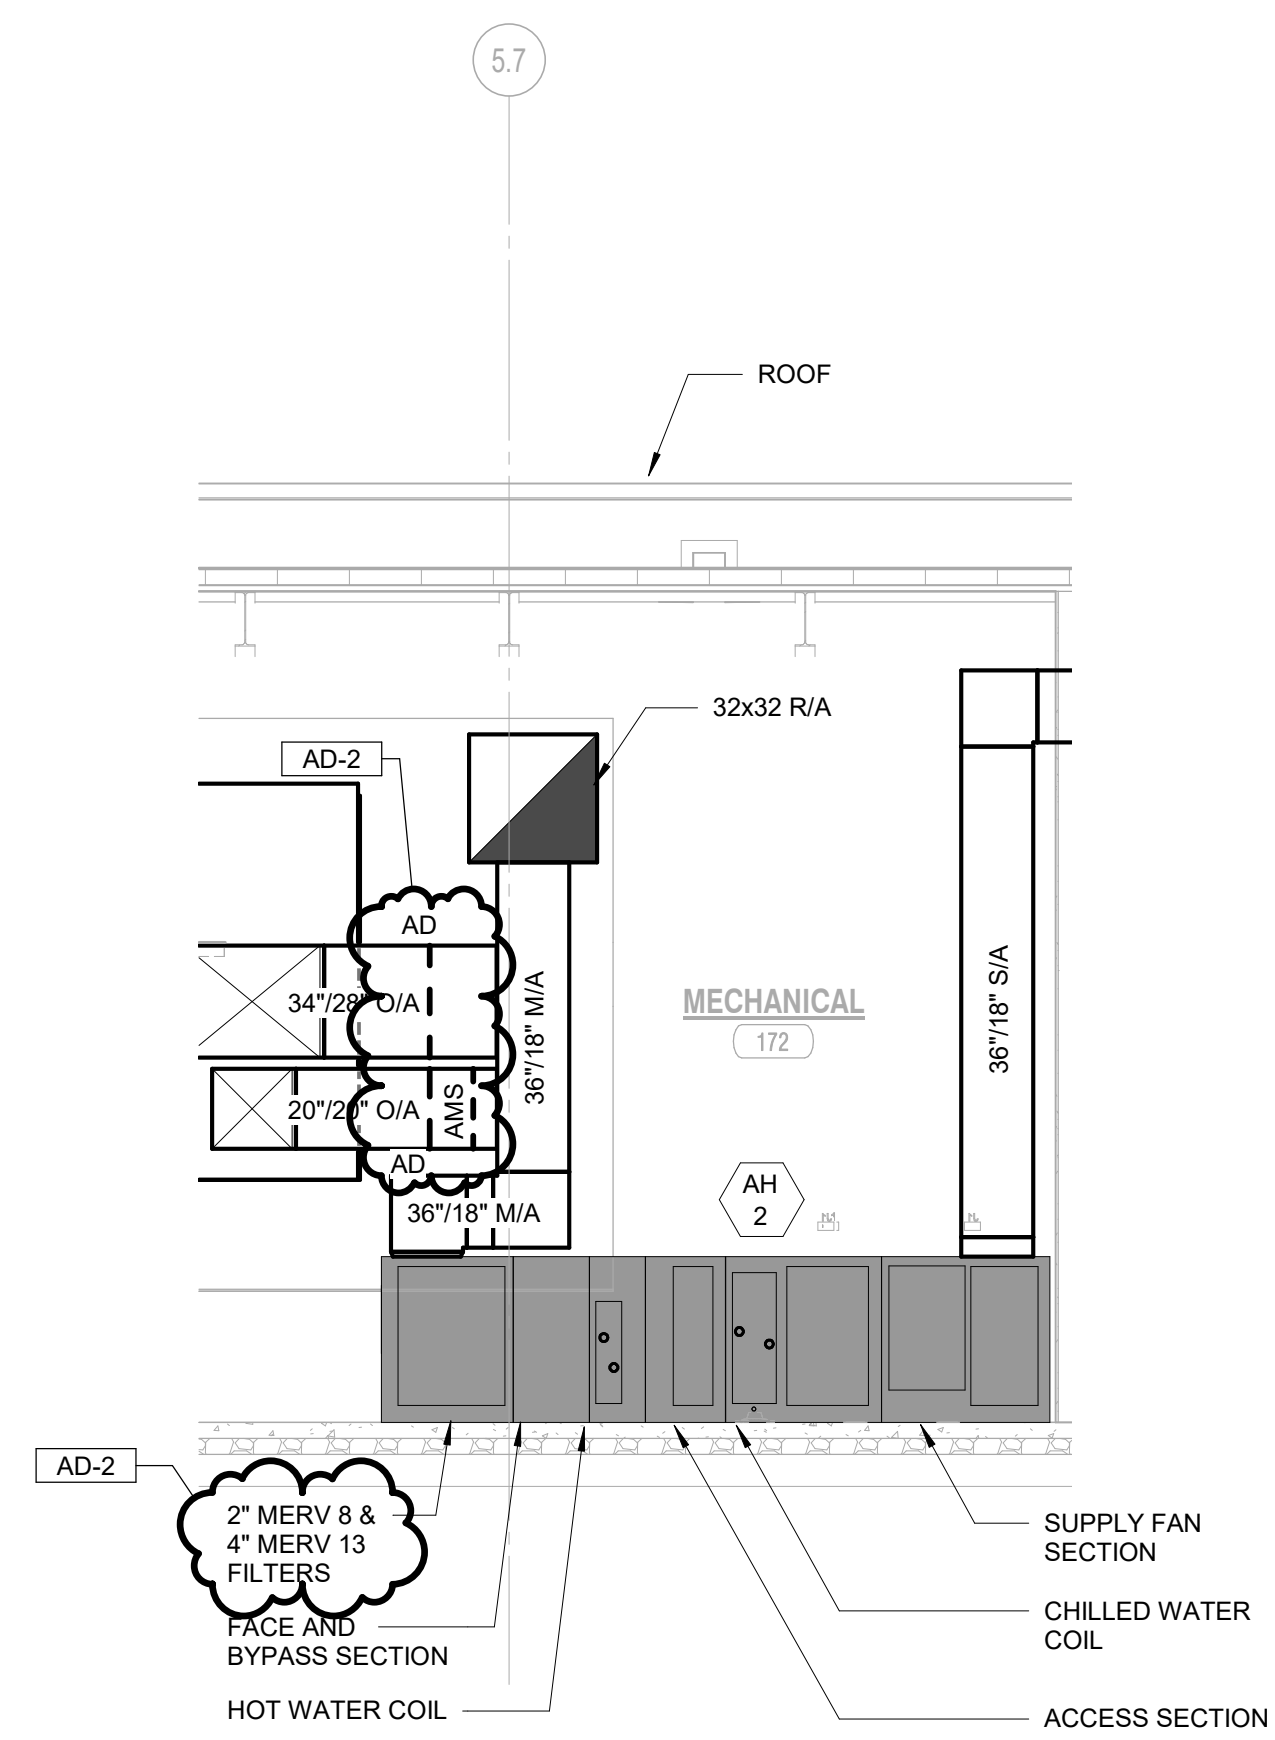 5.7
ROOF
32x32 R/A
AD-2
AD
34"/28" O/A
36"/18" M/A
MECHANICAL
172
36"/18" S/A
20"/20" O/A
AMS
AD
36"/18" M/A
AH
2
AD-2
2" MERV 8 &
4" MERV 13
FILTERS
FACE AND
BYPASS SECTION
HOT WATER COIL
SUPPLY FAN
SECTION
CHILLED WATER
COIL
ACCESS SECTION